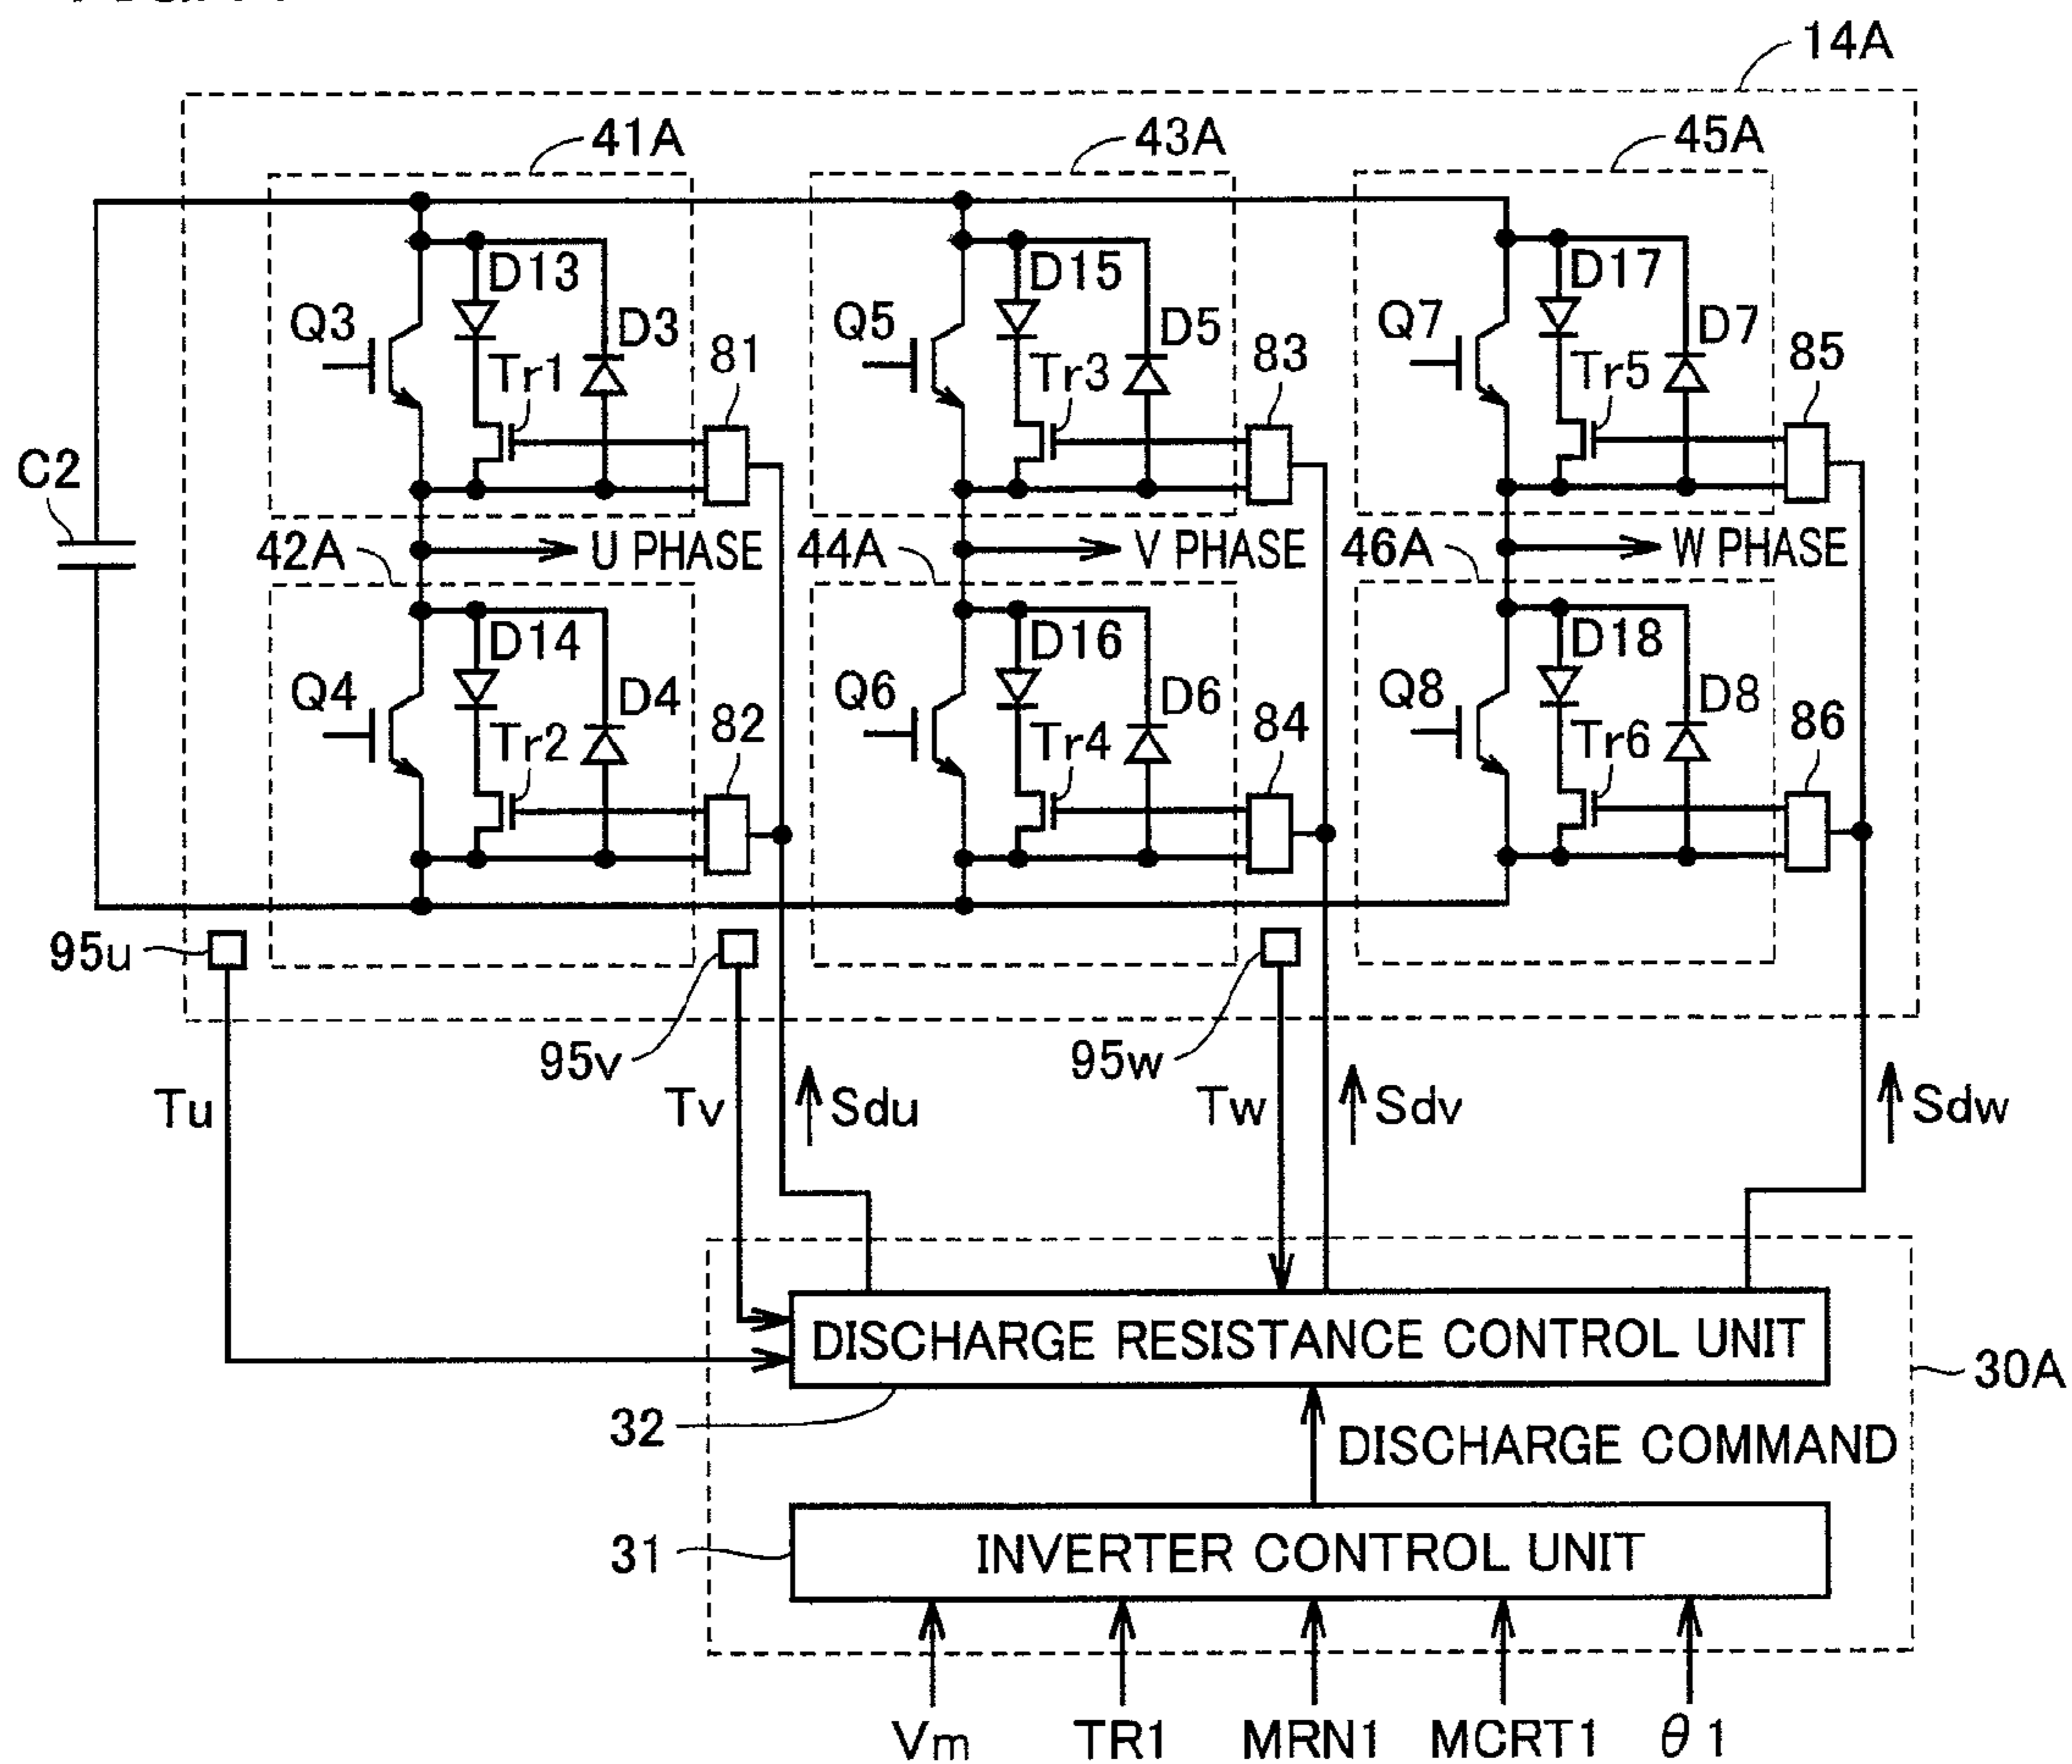 14A
41A
43A
45A
D13
D15
D17
Q3
D3
Q5
D5
Q7
D7
81
83
85
Tr1
Tr3
Tr5
C2
42A
U PHASE
44A
V PHASE
46A
W PHASE
D14
D16
D18
Q4
D4
Q6
D6
Q8
D8
82
84
86
Tr2
Tr4
Tr6
95u
95v
95w
Tu
Tv
Sdu
Tw
Sdv
Sdw
DISCHARGE RESISTANCE CONTROL UNIT
30A
32
DISCHARGE COMMAND
31
INVERTER CONTROL UNIT
Vm
TR1
MRN1
MCRT1
θ1